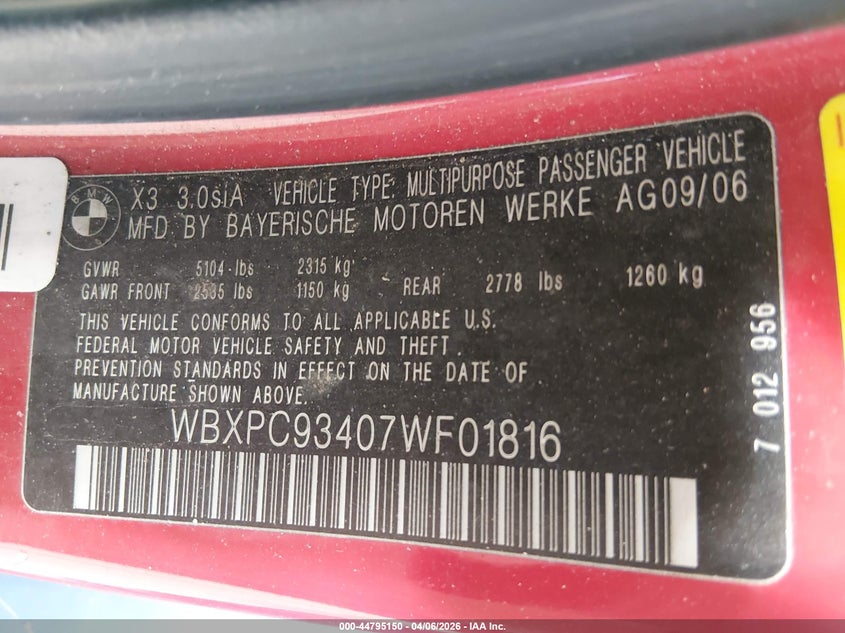 BMW
X3 3.0siA VEHICLE TYPE: MULTIPURPOSE PASSENGER VEHICLE
MFD BY BAYERISCHE MOTOREN WERKE AG09/06
GVWR 5104-lbs 2315 kg
GAWR FRONT 2535 lbs 1150 kg REAR 2778 lbs 1260 kg
THIS VEHICLE CONFORMS TO ALL APPLICABLE U.S.
FEDERAL MOTOR VEHICLE SAFETY AND THEFT
PREVENTION STANDARDS IN EFFECT ON THE DATE OF
MANUFACTURE SHOWN ABOVE.
WBXPC93407WF01816
7 012 956
000-44795150 | 04/06/2026 - IAA Inc.